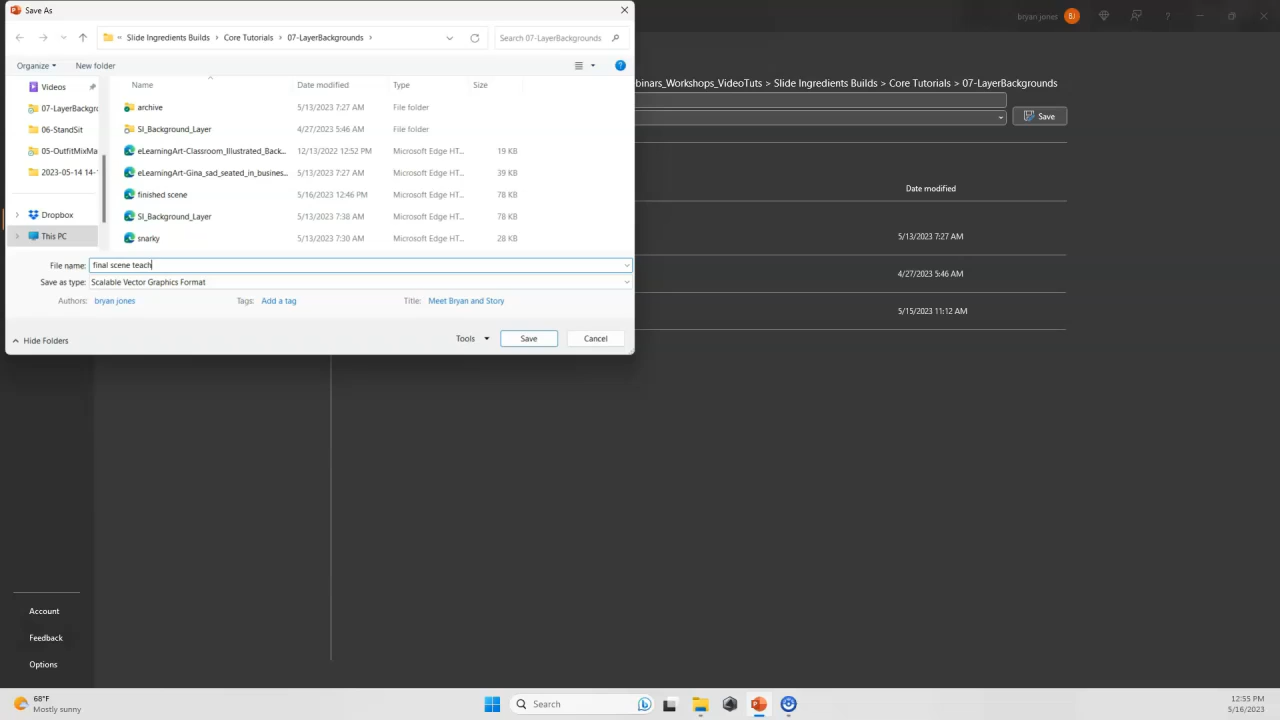 Save As
bryan jones BJ ?
« Slide Ingredients Builds > Core Tutorials > 07-LayerBackgrounds > Search 07-LayerBackgrounds
Organize New folder ?
Name Date modified Type Size
Videos
07-LayerBackgro
06-StandSit
05-OutfitMixMa
2023-05-14 14-1
Dropbox
This PC
archive 5/13/2023 7:27 AM File folder
SI_Background_Layer 4/27/2023 5:46 AM File folder
eLearningArt-Classroom_Illustrated_Back... 12/13/2022 12:52 PM Microsoft Edge HT... 19 KB
eLearningArt-Gina_sad_seated_in_busines... 5/13/2023 7:27 AM Microsoft Edge HT... 39 KB
finished scene 5/16/2023 12:46 PM Microsoft Edge HT... 78 KB
SI_Background_Layer 5/13/2023 7:38 AM Microsoft Edge HT... 78 KB
snarky 5/13/2023 7:30 AM Microsoft Edge HT... 28 KB
File name: final scene teach
Save as type: Scalable Vector Graphics Format
Authors: bryan jones Tags: Add a tag Title: Meet Bryan and Story
Hide Folders Tools Save Cancel
binars_Workshops_VideoTuts > Slide Ingredients Builds > Core Tutorials > 07-LayerBackgrounds
Save
Date modified
5/13/2023 7:27 AM
4/27/2023 5:46 AM
5/15/2023 11:12 AM
Account
Feedback
Options
68°F
Mostly sunny
Search
12:55 PM
5/16/2023